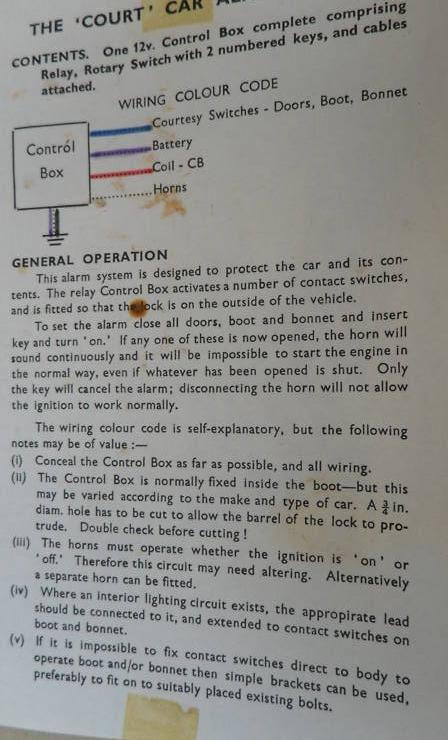 THE 'COURT' CAR
CONTENTS. One 12v. Control Box complete comprising
Relay, Rotary Switch with 2 numbered keys, and cables
attached.
WIRING COLOUR CODE
Control
Box
Courtesy Switches - Doors, Boot, Bonnet
Battery
Coil - CB
Horns
GENERAL OPERATION
This alarm system is designed to protect the car and its con-
tents. The relay Control Box activates a number of contact switches,
and is fitted so that the lock is on the outside of the vehicle.
To set the alarm close all doors, boot and bonnet and insert
key and turn 'on.' If any one of these is now opened, the horn will
sound continuously and it will be impossible to start the engine in
the normal way, even if whatever has been opened is shut. Only
the key will cancel the alarm; disconnecting the horn will not allow
the ignition to work normally.
The wiring colour code is self-explanatory, but the following
notes may be of value :—
(i) Conceal the Control Box as far as possible, and all wiring.
(ii) The Control Box is normally fixed inside the boot—but this
may be varied according to the make and type of car. A ¾ in.
diam. hole has to be cut to allow the barrel of the lock to pro-
trude. Double check before cutting !
(iii) The horns must operate whether the ignition is 'on' or
'off.' Therefore this circuit may need altering. Alternatively
a separate horn can be fitted.
(iv) Where an interior lighting circuit exists, the appropirate lead
should be connected to it, and extended to contact switches on
boot and bonnet.
(v) If it is impossible to fix contact switches direct to body to
operate boot and/or bonnet then simple brackets can be used,
preferably to fit on to suitably placed existing bolts.